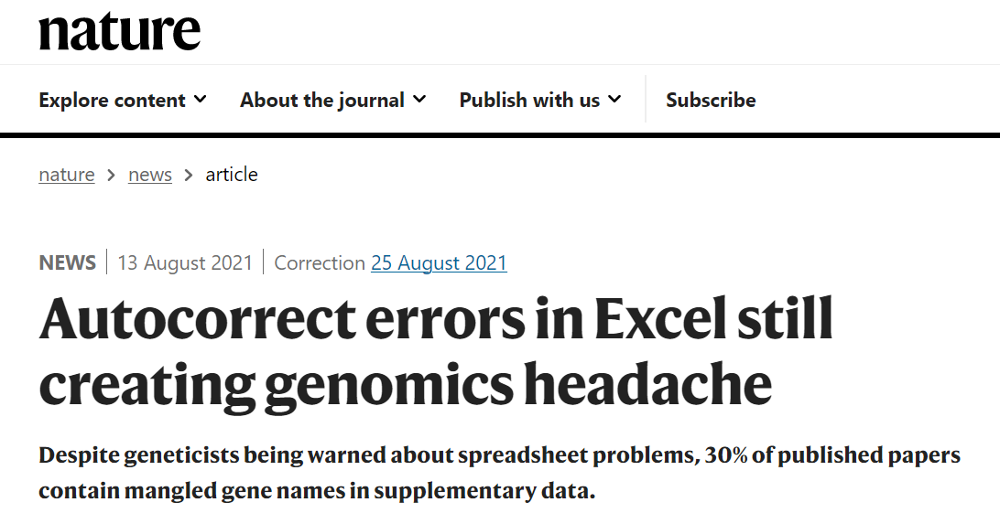 nature
Explore content About the journal Publish with us Subscribe
nature > news > article
NEWS | 13 August 2021 | Correction 25 August 2021
Autocorrect errors in Excel still
creating genomics headache
Despite geneticists being warned about spreadsheet problems, 30% of published papers
contain mangled gene names in supplementary data.